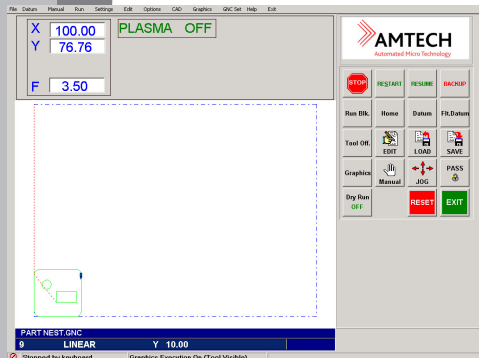 File Datum Manual Run Settings Edit Options CAD Graphics GNC Set Help Exit
X 100.00 PLASMA OFF
Y 76.76
F 3.50
AMTECH
Automated Micro Technology
STOP RESTART RESUME BACKUP
Run Blk. Home Datum Flt.Datum
Tool Off. EDIT LOAD SAVE
Graphics Manual JOG PASS
Dry Run OFF RESET EXIT
PART NEST.GNC
9 LINEAR Y 10.00
Stopped by keyboard Graphics Execution On (Tool Visible)